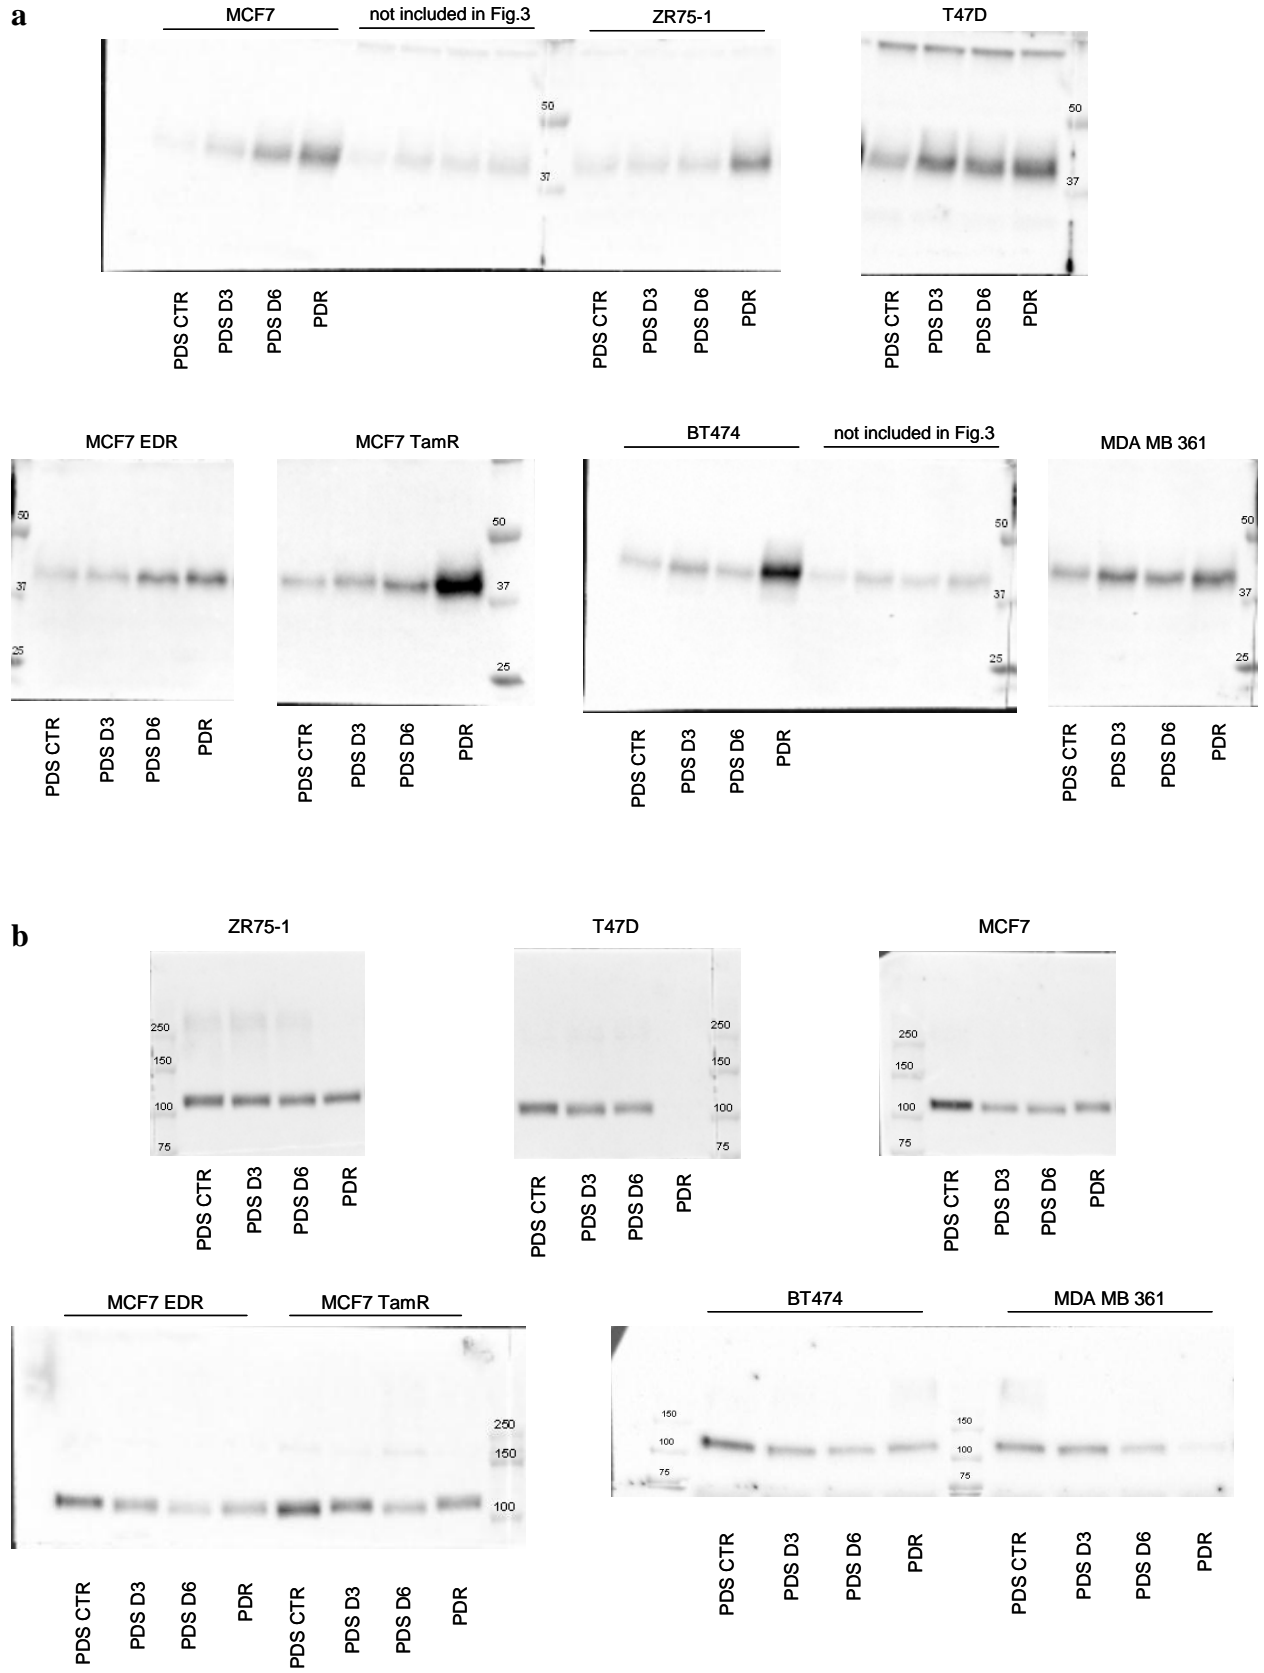 a
MCF7
not included in Fig.3
ZR75-1
T47D
50
37
50
37
PDS CTR
PDS D3
PDS D6
PDR
PDS CTR
PDS D3
PDS D6
PDR
PDS CTR
PDS D3
PDS D6
PDR
MCF7 EDR
MCF7 TamR
BT474
not included in Fig.3
MDA MB 361
50
37
25
50
37
25
50
37
25
50
37
25
PDS CTR
PDS D3
PDS D6
PDR
PDS CTR
PDS D3
PDS D6
PDR
PDS CTR
PDS D3
PDS D6
PDR
PDS CTR
PDS D3
PDS D6
PDR
b
ZR75-1
T47D
MCF7
250
150
100
75
250
150
100
75
250
150
100
75
PDS CTR
PDS D3
PDS D6
PDR
PDS CTR
PDS D3
PDS D6
PDR
PDS CTR
PDS D3
PDS D6
PDR
MCF7 EDR
MCF7 TamR
BT474
MDA MB 361
250
150
100
150
100
75
150
100
75
PDS CTR
PDS D3
PDS D6
PDR
PDS CTR
PDS D3
PDS D6
PDR
PDS CTR
PDS D3
PDS D6
PDR
PDS CTR
PDS D3
PDS D6
PDR